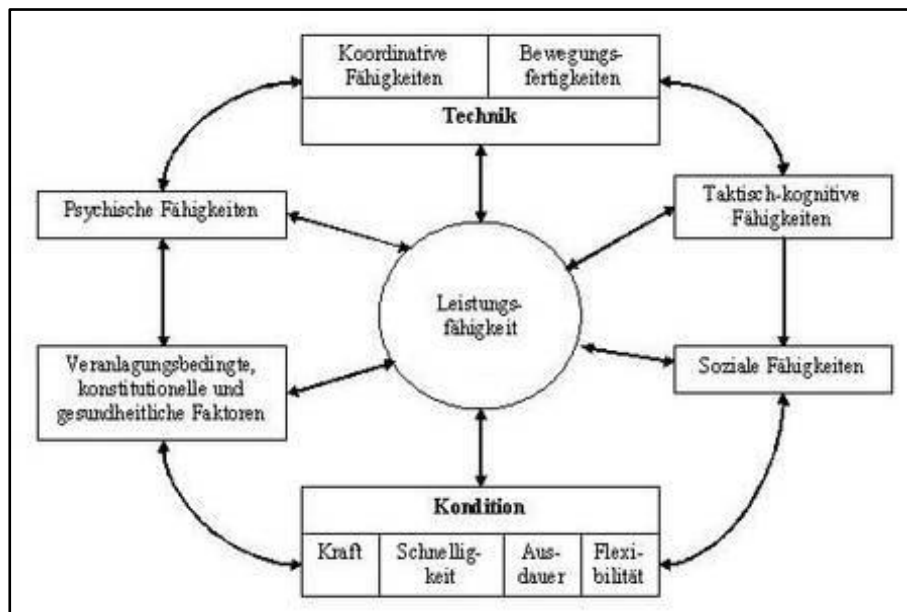 Koordinative
Fähigkeiten
Bewegungs-
fertigkeiten
Technik
Psychische Fähigkeiten
Taktisch-kognitive
Fähigkeiten
Leistungs-
fähigkeit
Veranlagungsbedingte,
konstitutionelle und
gesundheitliche Faktoren
Soziale Fähigkeiten
Kondition
Kraft
Schnellig-
keit
Aus-
dauer
Flexi-
bilität